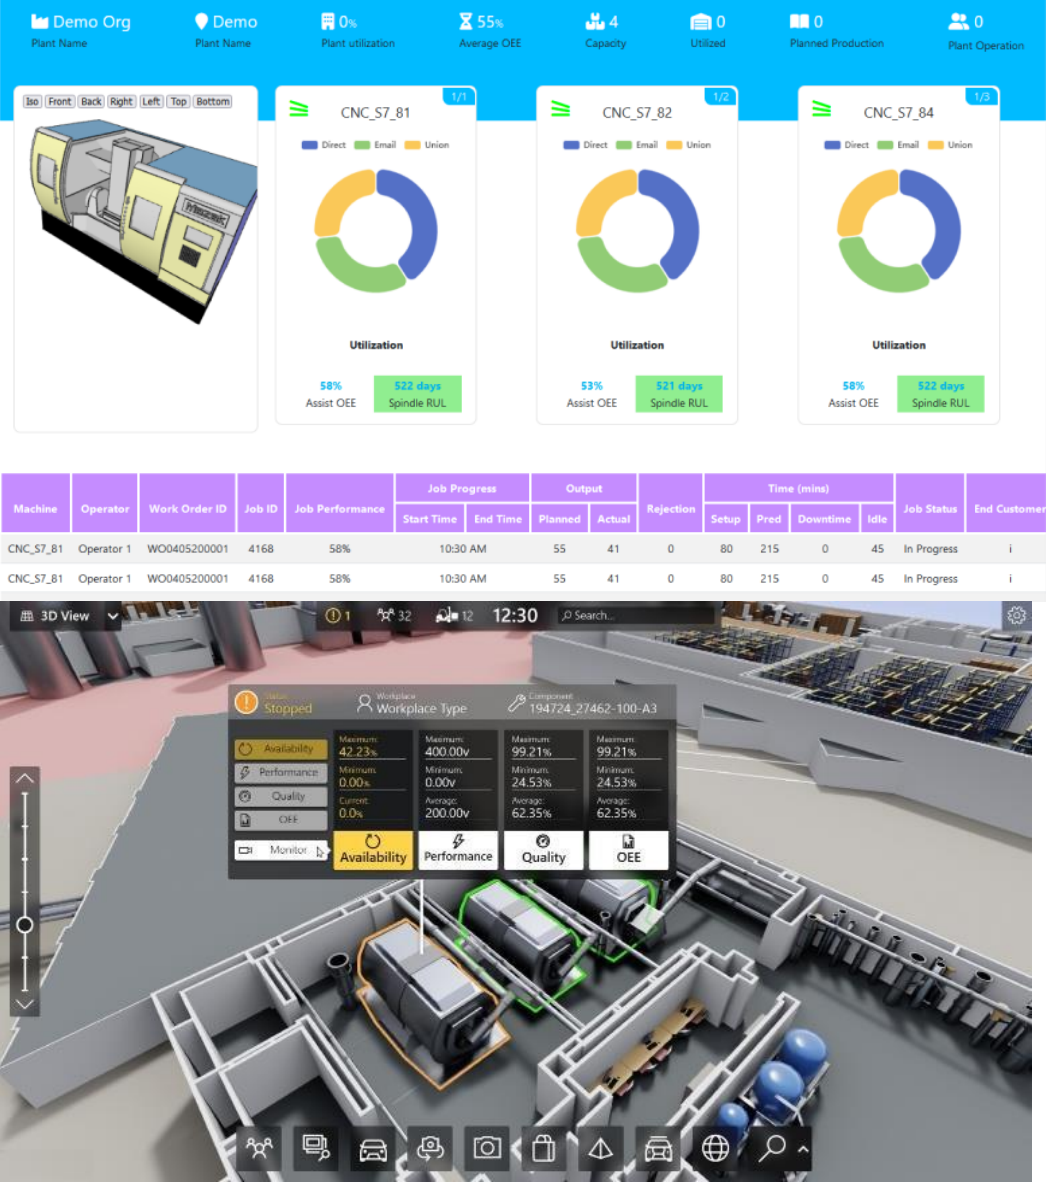 Demo Org
Plant Name
Demo
Plant Name
0%
Plant utilization
55%
Average OEE
4
Capacity
0
Utilized
0
Planned Production
0
Plant Operation
Iso Front Back Right Left Top Bottom
1/1
CNC_S7_81
Direct Email Union
Utilization
58%
Assist OEE
522 days
Spindle RUL
1/2
CNC_S7_82
Direct Email Union
Utilization
53%
Assist OEE
521 days
Spindle RUL
1/3
CNC_S7_84
Direct Email Union
Utilization
58%
Assist OEE
522 days
Spindle RUL
Job Progress Output Time (mins)
Machine Operator Work Order ID Job ID Job Performance Rejection Job Status End Customer
Start Time End Time Planned Actual Setup Pred Downtime Idle
CNC_S7_81 Operator 1 WO0405200001 4168 58% 10:30 AM 55 41 0 80 215 0 45 In Progress i
CNC_S7_81 Operator 1 WO0405200001 4168 58% 10:30 AM 55 41 0 80 215 0 45 In Progress i
3D View 1 32 12 12:30 Search...
Status
Stopped
Workplace
Workplace Type
Component
194724_27462-100-A3
Availability
Performance
Quality
OEE
Monitor
Maximum:
42.23%
Minimum:
0.00%
Current:
0.0%
Availability
Maximum:
400.00v
Minimum:
0.00v
Average:
200.00v
Performance
Maximum:
99.21%
Minimum:
24.53%
Average:
62.35%
Quality
Maximum:
99.21%
Minimum:
24.53%
Average:
62.35%
OEE